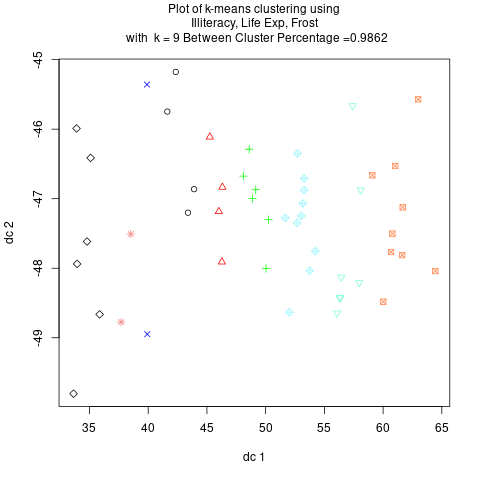 Plot of k-means clustering using
Illiteracy, Life Exp, Frost
with  k = 9 Between Cluster Percentage =0.9862
-45
-46
-47
-48
-49
dc 2
35
40
45
50
55
60
65
dc 1